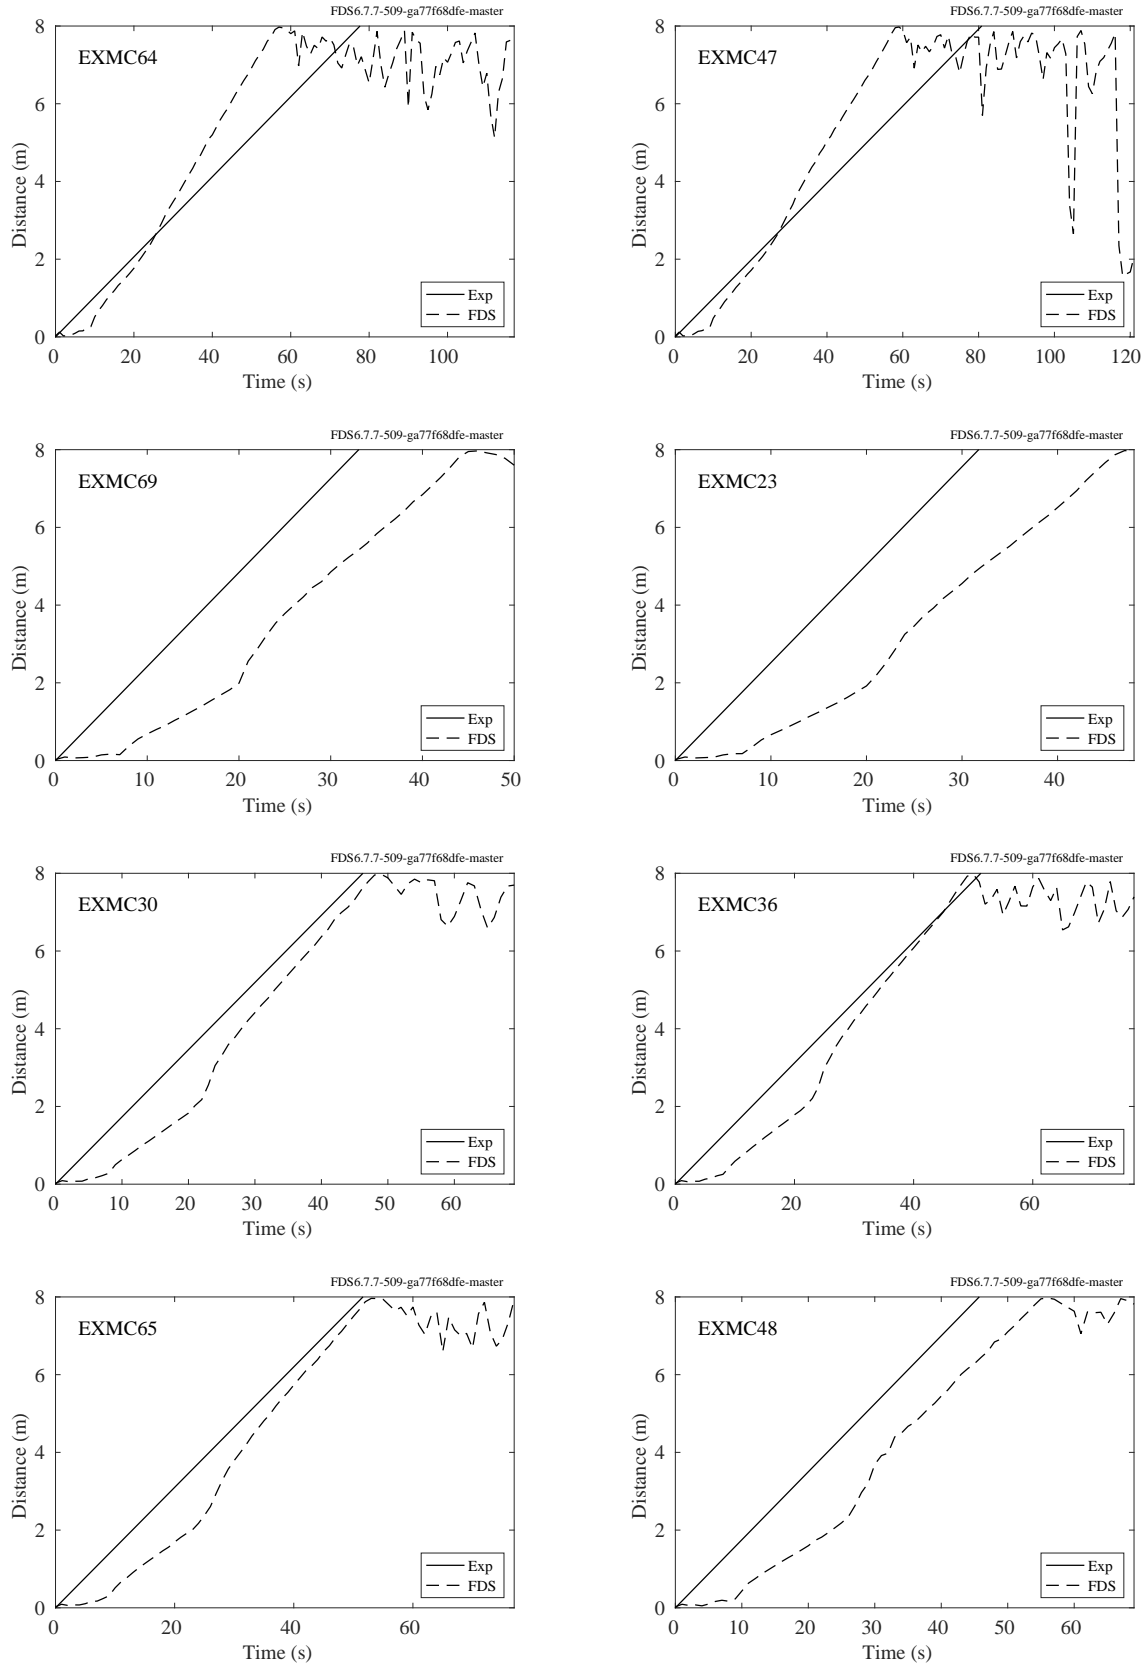 FDS6.7.7-509-ga77f68dfe-master
EXMC64
Distance (m)
8
6
4
2
0
0 20 40 60 80 100
Time (s)
Exp
FDS
FDS6.7.7-509-ga77f68dfe-master
EXMC47
Distance (m)
8
6
4
2
0
0 20 40 60 80 100 120
Time (s)
Exp
FDS
FDS6.7.7-509-ga77f68dfe-master
EXMC69
Distance (m)
8
6
4
2
0
0 10 20 30 40 50
Time (s)
Exp
FDS
FDS6.7.7-509-ga77f68dfe-master
EXMC23
Distance (m)
8
6
4
2
0
0 10 20 30 40
Time (s)
Exp
FDS
FDS6.7.7-509-ga77f68dfe-master
EXMC30
Distance (m)
8
6
4
2
0
0 10 20 30 40 50 60
Time (s)
Exp
FDS
FDS6.7.7-509-ga77f68dfe-master
EXMC36
Distance (m)
8
6
4
2
0
0 20 40 60
Time (s)
Exp
FDS
FDS6.7.7-509-ga77f68dfe-master
EXMC65
Distance (m)
8
6
4
2
0
0 20 40 60
Time (s)
Exp
FDS
FDS6.7.7-509-ga77f68dfe-master
EXMC48
Distance (m)
8
6
4
2
0
0 10 20 30 40 50 60
Time (s)
Exp
FDS